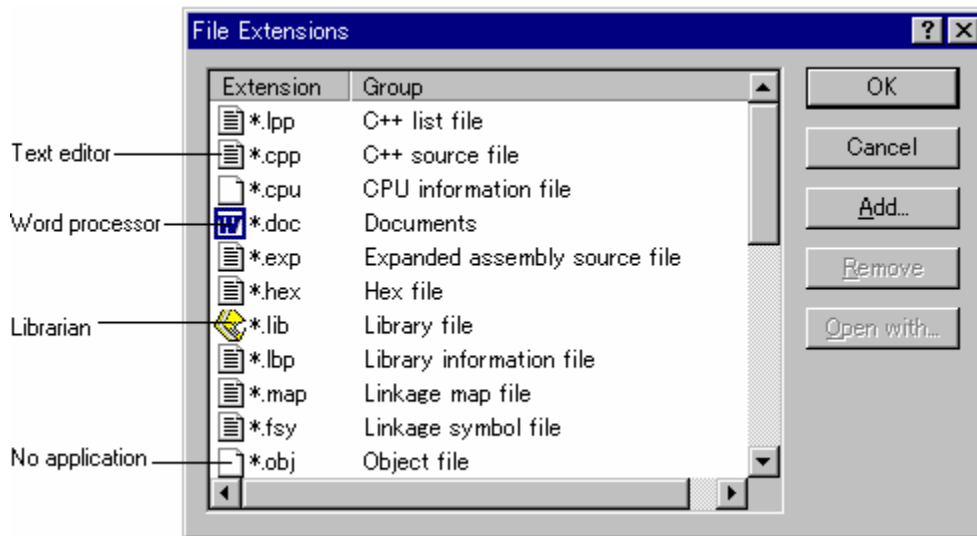 File Extensions
Extension Group
*.lpp C++ list file
Text editor *.cpp C++ source file
*.cpu CPU information file
Word processor *.doc Documents
*.exp Expanded assembly source file
*.hex Hex file
Librarian *.lib Library file
*.lbp Library information file
*.map Linkage map file
*.fsy Linkage symbol file
No application *.obj Object file
OK
Cancel
Add...
Remove
Open with...